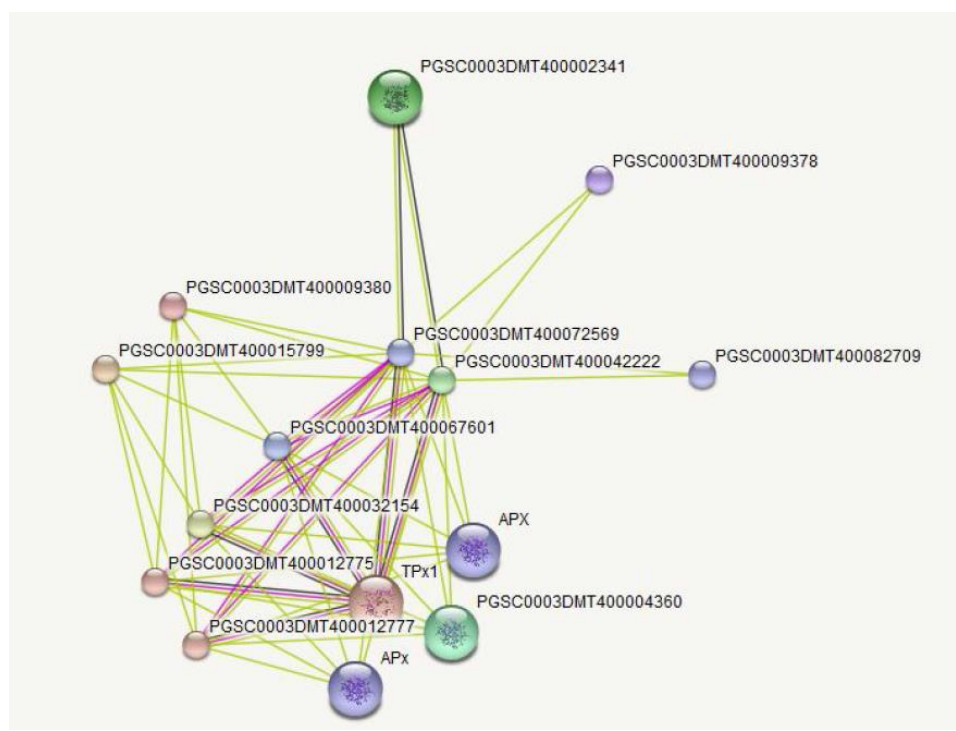 PGSC0003DMT400002341
PGSC0003DMT400009378
PGSC0003DMT400009380
PGSC0003DMT400072569
PGSC0003DMT400015799
PGSC0003DMT400042222
PGSC0003DMT400082709
PGSC0003DMT400067601
PGSC0003DMT400032154
APX
PGSC0003DMT400012775
TPx1
PGSC0003DMT400004360
PGSC0003DMT400012777
APx